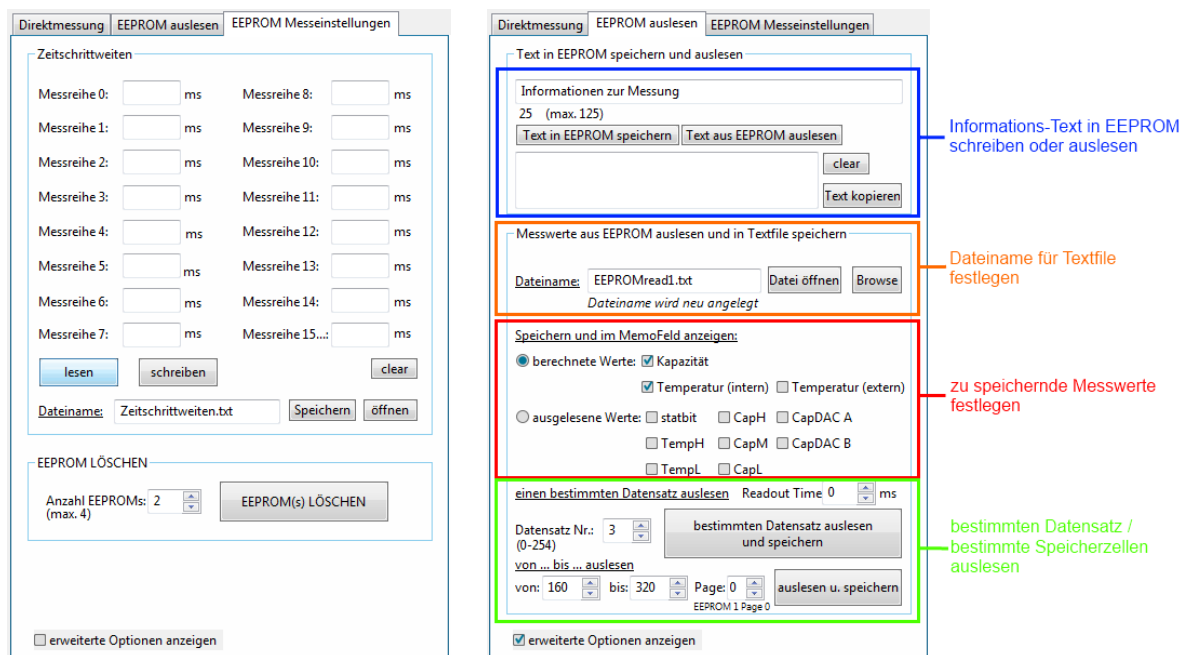 Direktmessung EEPROM auslesen EEPROM Messeinstellungen
Zeitschrittweiten
Messreihe 0: ms Messreihe 8: ms
Messreihe 1: ms Messreihe 9: ms
Messreihe 2: ms Messreihe 10: ms
Messreihe 3: ms Messreihe 11: ms
Messreihe 4: ms Messreihe 12: ms
Messreihe 5: ms Messreihe 13: ms
Messreihe 6: ms Messreihe 14: ms
Messreihe 7: ms Messreihe 15...: ms
lesen schreiben clear
Dateiname: Zeitschrittweiten.txt Speichern öffnen
EEPROM LÖSCHEN
Anzahl EEPROMs: 2 EEPROM(s) LÖSCHEN
(max. 4)
erweiterte Optionen anzeigen
Direktmessung EEPROM auslesen EEPROM Messeinstellungen
Text in EEPROM speichern und auslesen
Informationen zur Messung
25 (max. 125)
Text in EEPROM speichern Text aus EEPROM auslesen
clear
Text kopieren
Messwerte aus EEPROM auslesen und in Textfile speichern
Dateiname: EEPROMread1.txt Datei öffnen Browse
Dateiname wird neu angelegt
Speichern und im MemoFeld anzeigen:
berechnete Werte: Kapazität
Temperatur (intern) Temperatur (extern)
ausgelesene Werte: statbit CapH CapDAC A
TempH CapM CapDAC B
TempL CapL
einen bestimmten Datensatz auslesen Readout Time 0 ms
Datensatz Nr.: 3 bestimmten Datensatz auslesen
(0-254) und speichern
von ... bis ... auslesen
von: 160 bis: 320 Page: 0 auslesen u. speichern
EEPROM 1 Page 0
erweiterte Optionen anzeigen
Informations-Text in EEPROM
schreiben oder auslesen
Dateiname für Textfile
festlegen
zu speichernde Messwerte
festlegen
bestimmten Datensatz /
bestimmte Speicherzellen
auslesen